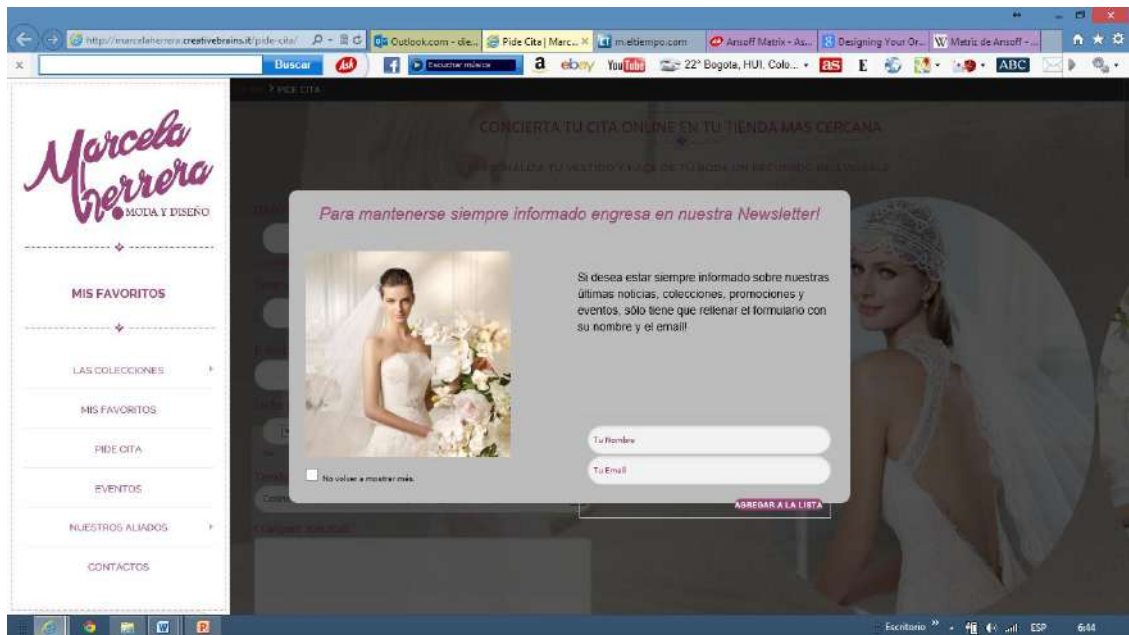 http://marcelaherrera.creativebrains.it/pide-cita/
Outlook.com - die...
Pide Cita | Marc...
m.eltiempo.com
Ansoff Matrix - As...
Designing Your Or...
Matriz de Ansoff - ...
Buscar
Ask
Escuchar música
a
ebay
YouTube
22° Bogota, HUI, Colo...
as
E
ABC
PIDE CITA
Marcela
Herrera
MODA Y DISEÑO
MIS FAVORITOS
LAS COLECCIONES
MIS FAVORITOS
PIDE CITA
EVENTOS
NUESTROS ALIADOS
CONTACTOS
CONCIERTA TU CITA ONLINE EN TU TIENDA MAS CERCANA
Para mantenerse siempre informado engresa en nuestra Newsletter!
Si desea estar siempre informado sobre nuestras
últimas noticias, colecciones, promociones y
eventos, sólo tiene que rellenar el formulario con
su nombre y el email!
Tu Nombre
Tu Email
No volver a mostrar más.
AGREGAR A LA LISTA
Escritorio
ESP
6:44